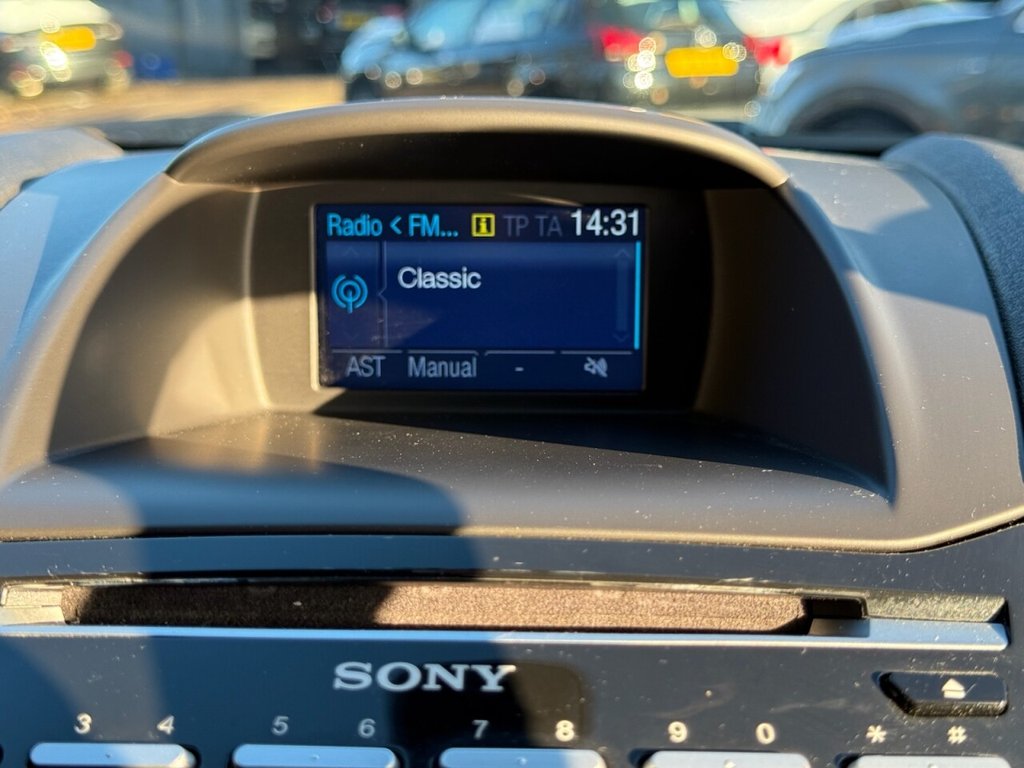 Radio < FM... i TP TA 14:31
Classic
AST Manual -
SONY
3 4 5 6 7 8 9 0 * #